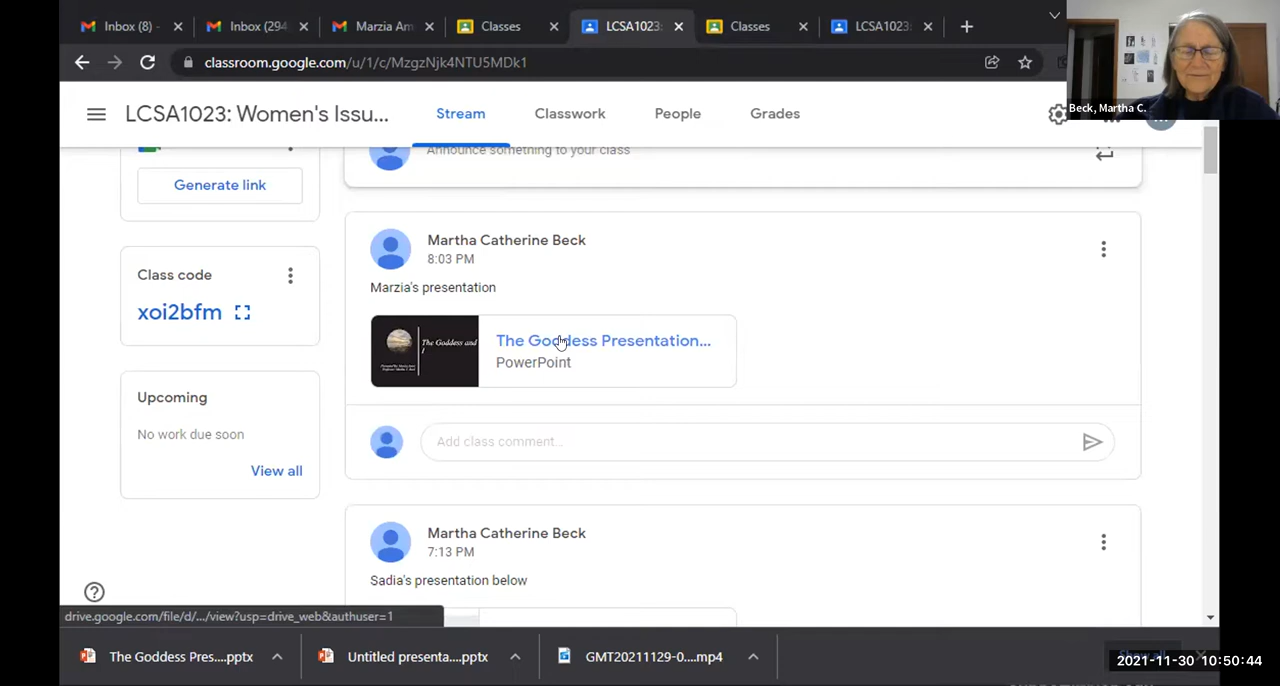 Inbox (8) -
Inbox (294
Marzia Am
Classes
LCSA1023:
Classes
LCSA1023:
classroom.google.com/u/1/c/MzgzNjk4NTU5MDk1
Beck, Martha C.
LCSA1023: Women's Issu...
Stream
Classwork
People
Grades
Generate link
Announce something to your class
Class code
xoi2bfm
Upcoming
No work due soon
View all
Martha Catherine Beck
8:03 PM
Marzia's presentation
The Goddess and
I
The Goddess Presentation...
PowerPoint
Add class comment...
Martha Catherine Beck
7:13 PM
Sadia's presentation below
drive.google.com/file/d/.../view?usp=drive_web&authuser=1
The Goddess Pres....pptx
Untitled presenta....pptx
GMT20211129-0....mp4
2021-11-30 10:50:44